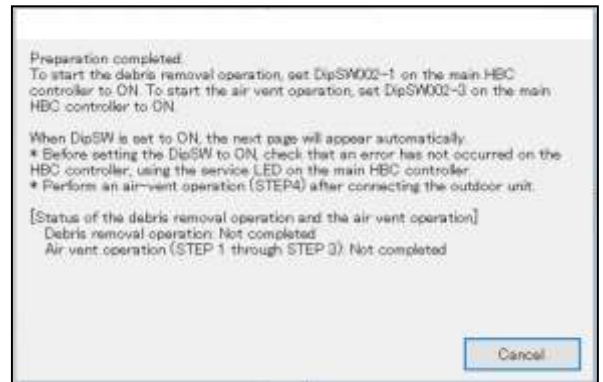 Preparation completed.
To start the debris removal operation, set DipSW002-1 on the main HBC
controller to ON. To start the air vent operation, set DipSW002-3 on the main
HBC controller to ON.
When DipSW is set to ON, the next page will appear automatically.
* Before setting the DipSW to ON, check that an error has not occurred on the
HBC controller, using the service LED on the main HBC controller.
* Perform an air-vent operation (STEP4) after connecting the outdoor unit.
[Status of the debris removal operation and the air vent operation]
Debris removal operation: Not completed
Air vent operation (STEP 1 through STEP 3): Not completed
Cancel